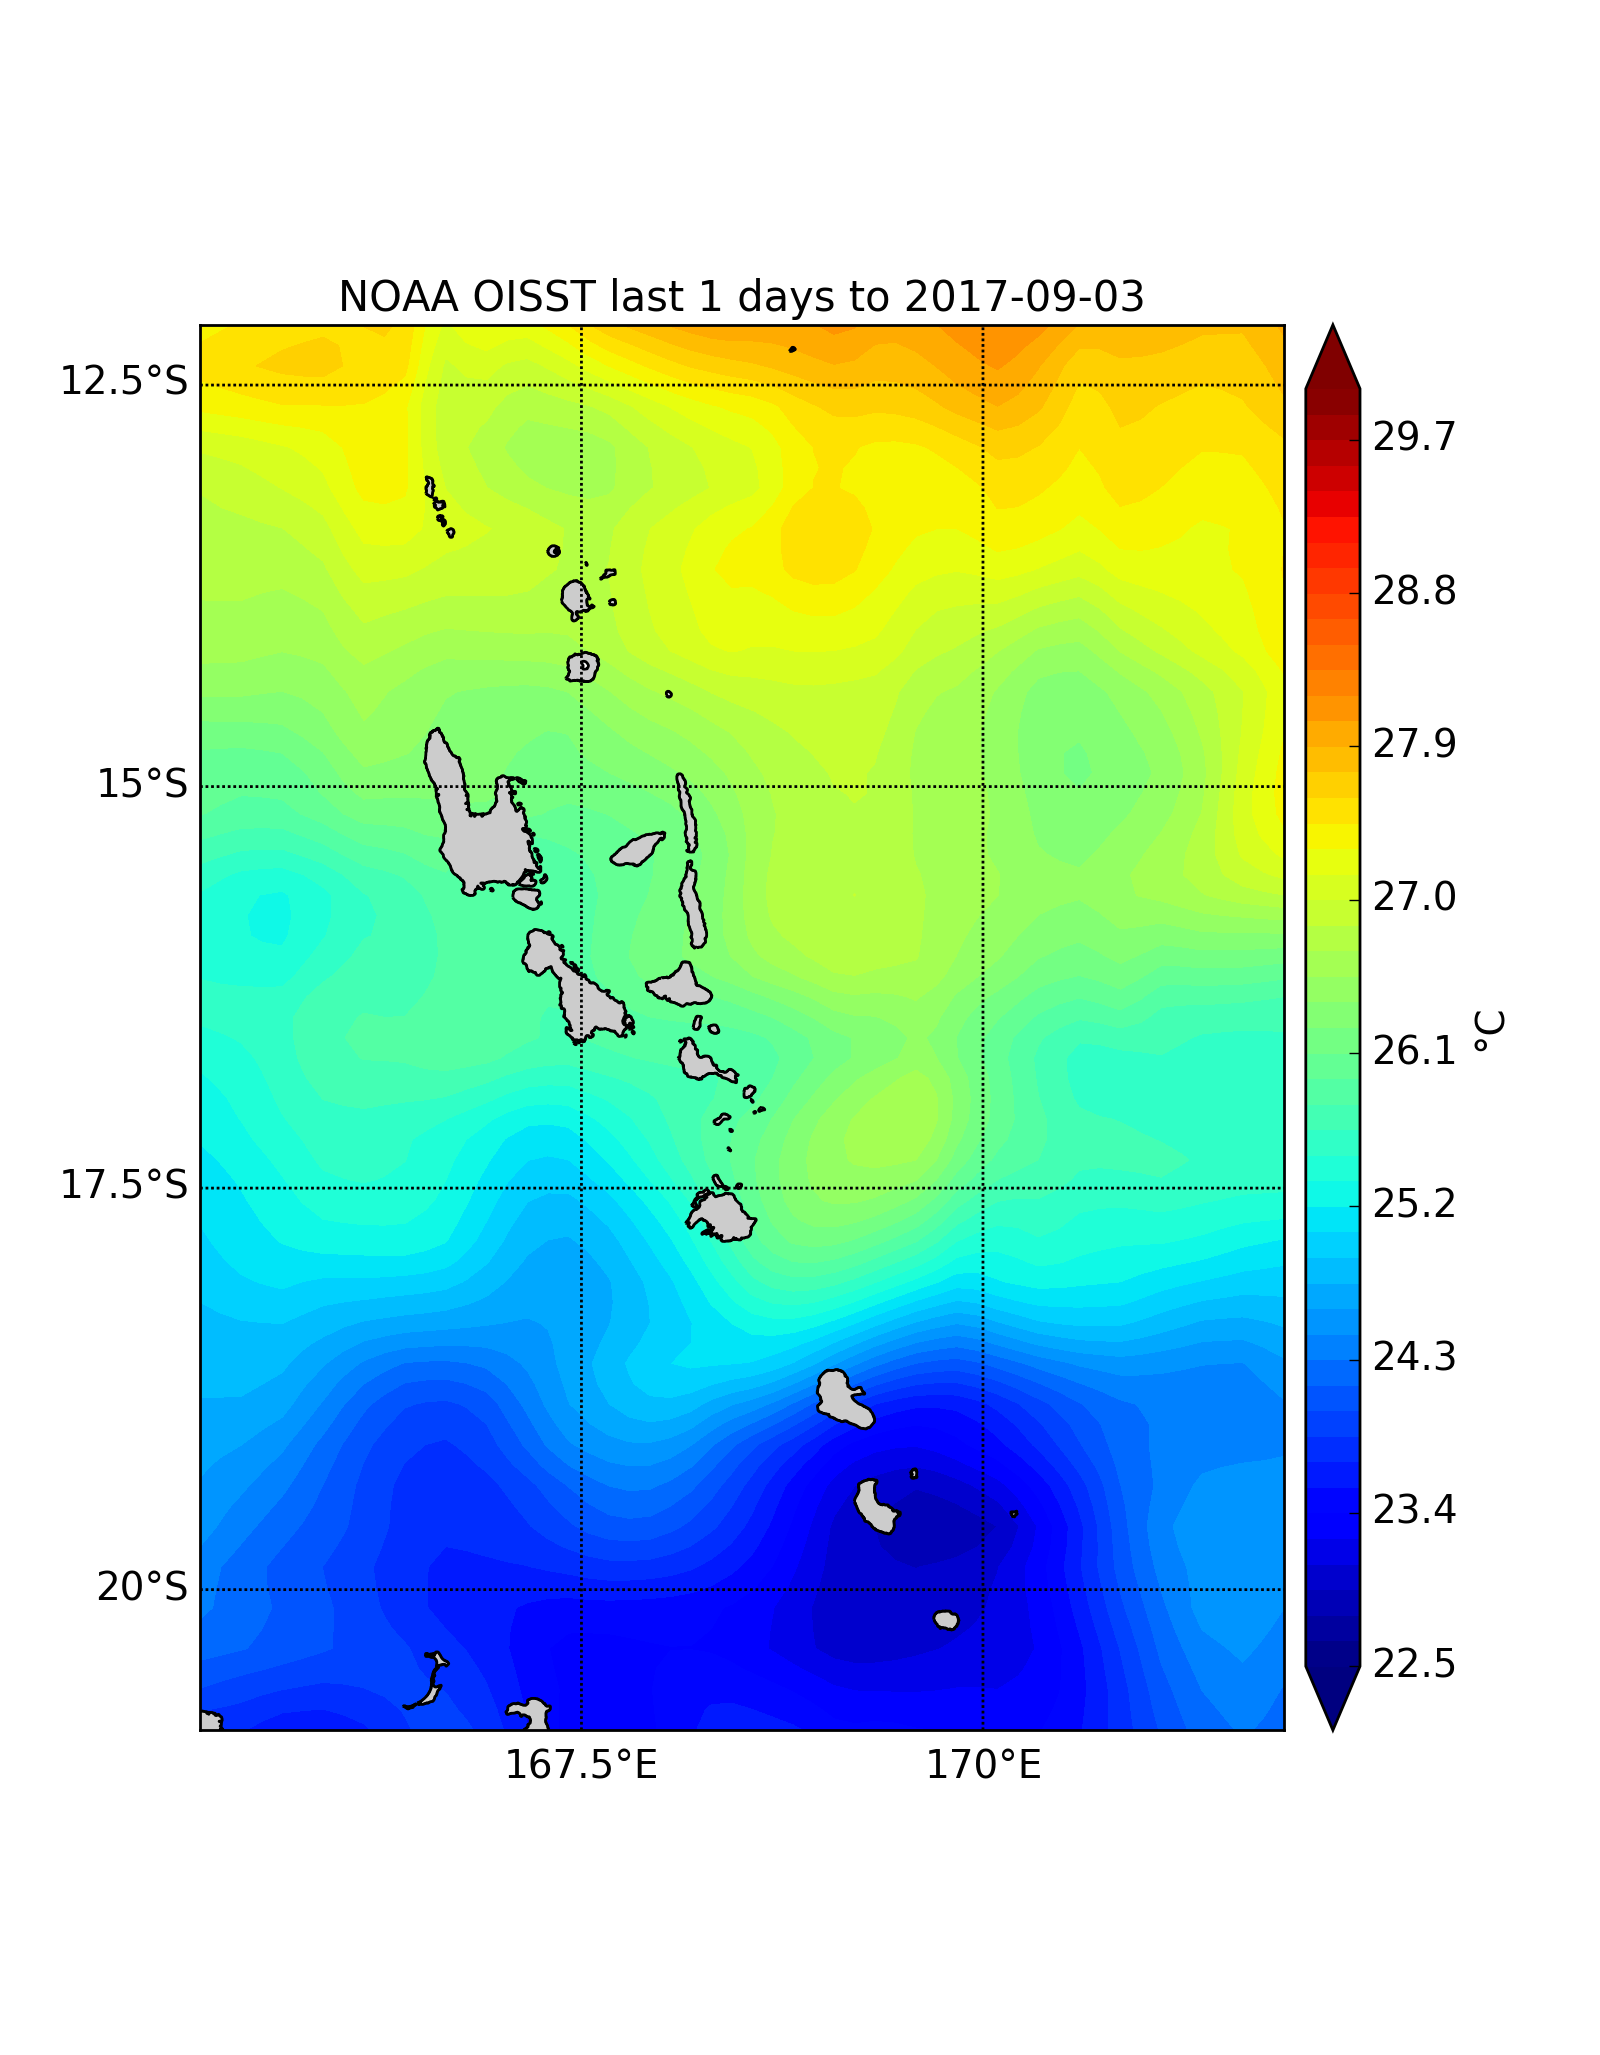 NOAA OISST last 1 days to 2017-09-03
12.5°S
15°S
17.5°S
20°S
167.5°E
170°E
29.7
28.8
27.9
27.0
26.1
25.2
24.3
23.4
22.5
°C